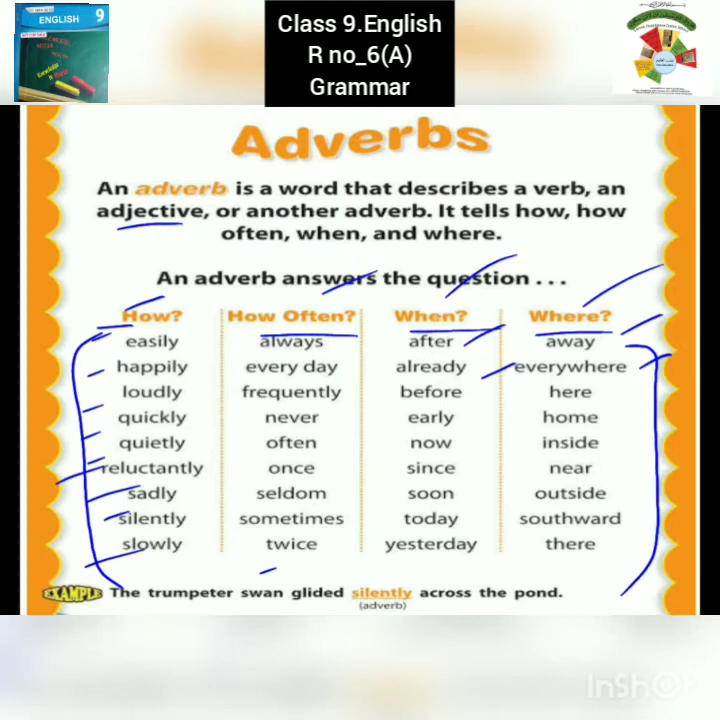 ENGLISH 9
Class 9.English
R no_6(A)
Grammar
Adverbs
An adverb is a word that describes a verb, an
adjective, or another adverb. It tells how, how
often, when, and where.
An adverb answers the question . . .
How? How Often? When? Where?
easily always after away
happily every day already everywhere
loudly frequently before here
quickly never early home
quietly often now inside
reluctantly once since near
sadly seldom soon outside
silently sometimes today southward
slowly twice yesterday there
EXAMPLE The trumpeter swan glided silently across the pond.
(adverb)
InShOt